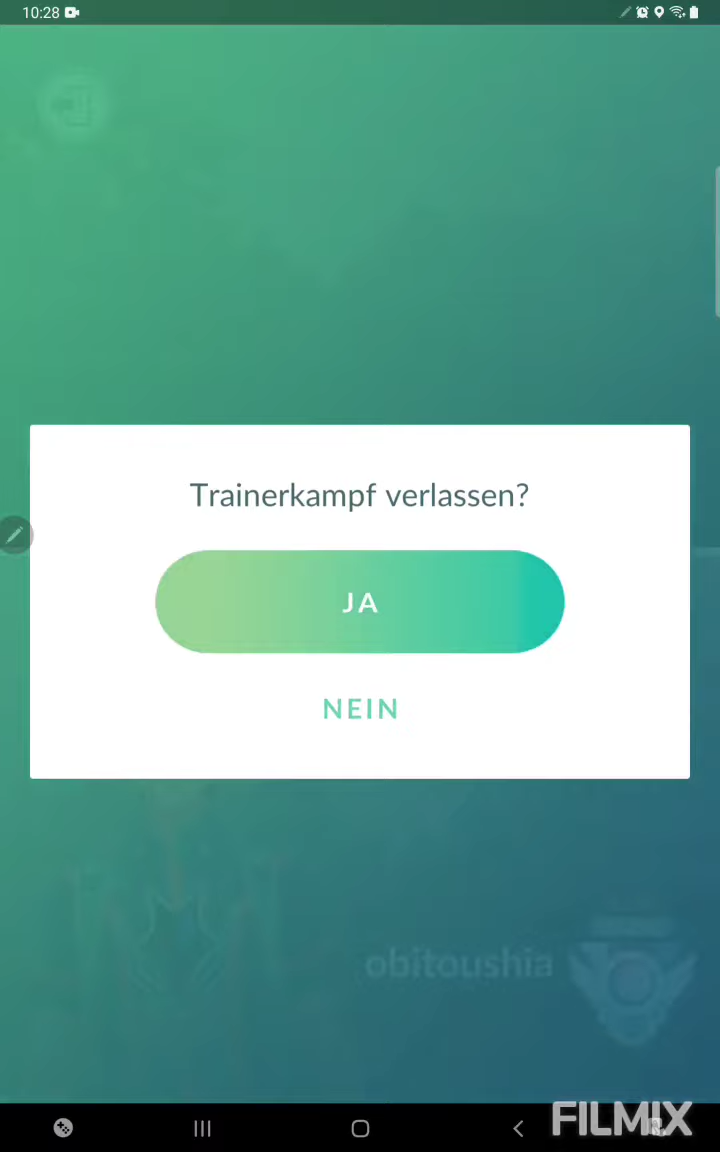 10:28
Trainerkampf verlassen?
JA
NEIN
obitoushia
FILMIX